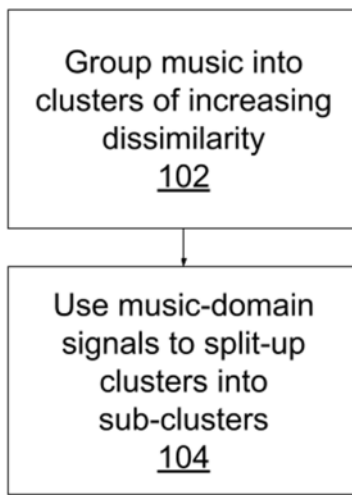 Group music into
clusters of increasing
dissimilarity
102
Use music-domain
signals to split-up
clusters into
sub-clusters
104